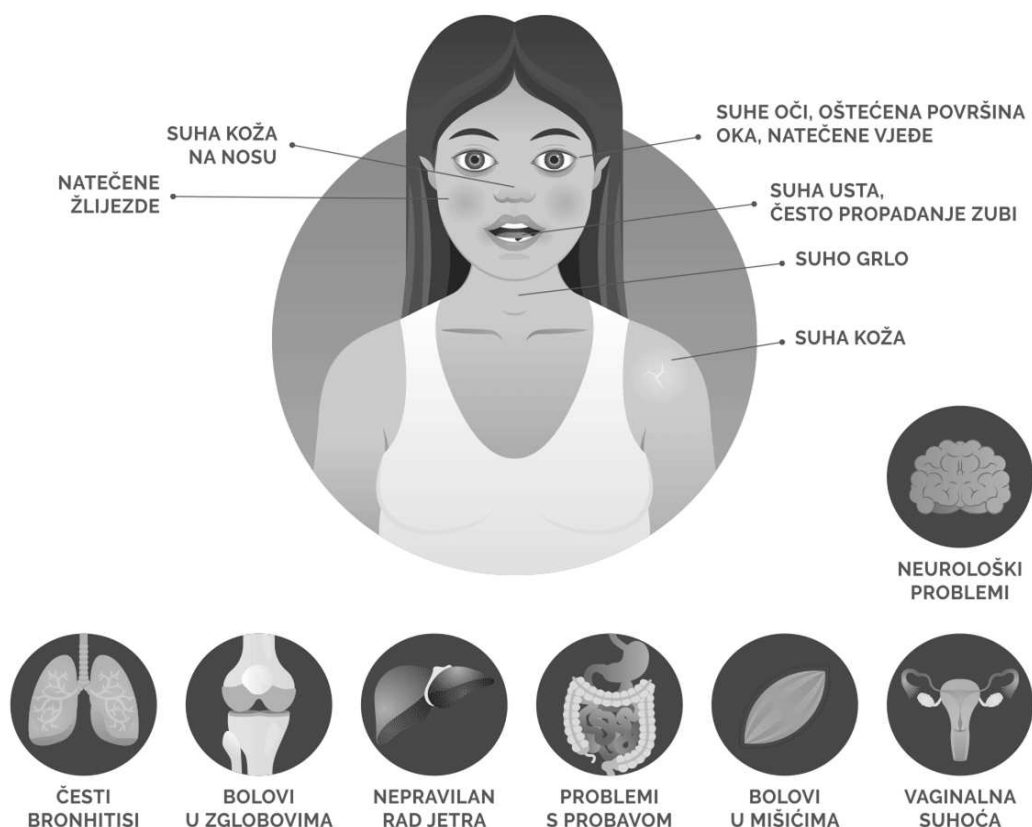 SUHA KOŽA
NA NOSU
NATEČENE
ŽLIJEZDE
SUHE OČI, OŠTEĆENA POVRŠINA
OKA, NATEČENE VJEĐE
SUHA USTA,
ČESTO PROPADANJE ZUBI
SUHO GRLO
SUHA KOŽA
NEUROLOŠKI
PROBLEMI
ČESTI
BRONHITISI
BOLOVI
U ZGLOBOVIMA
NEPRAVILAN
RAD JETRA
PROBLEMI
S PROBAVOM
BOLOVI
U MIŠIĆIMA
VAGINALNA
SUHOĆA